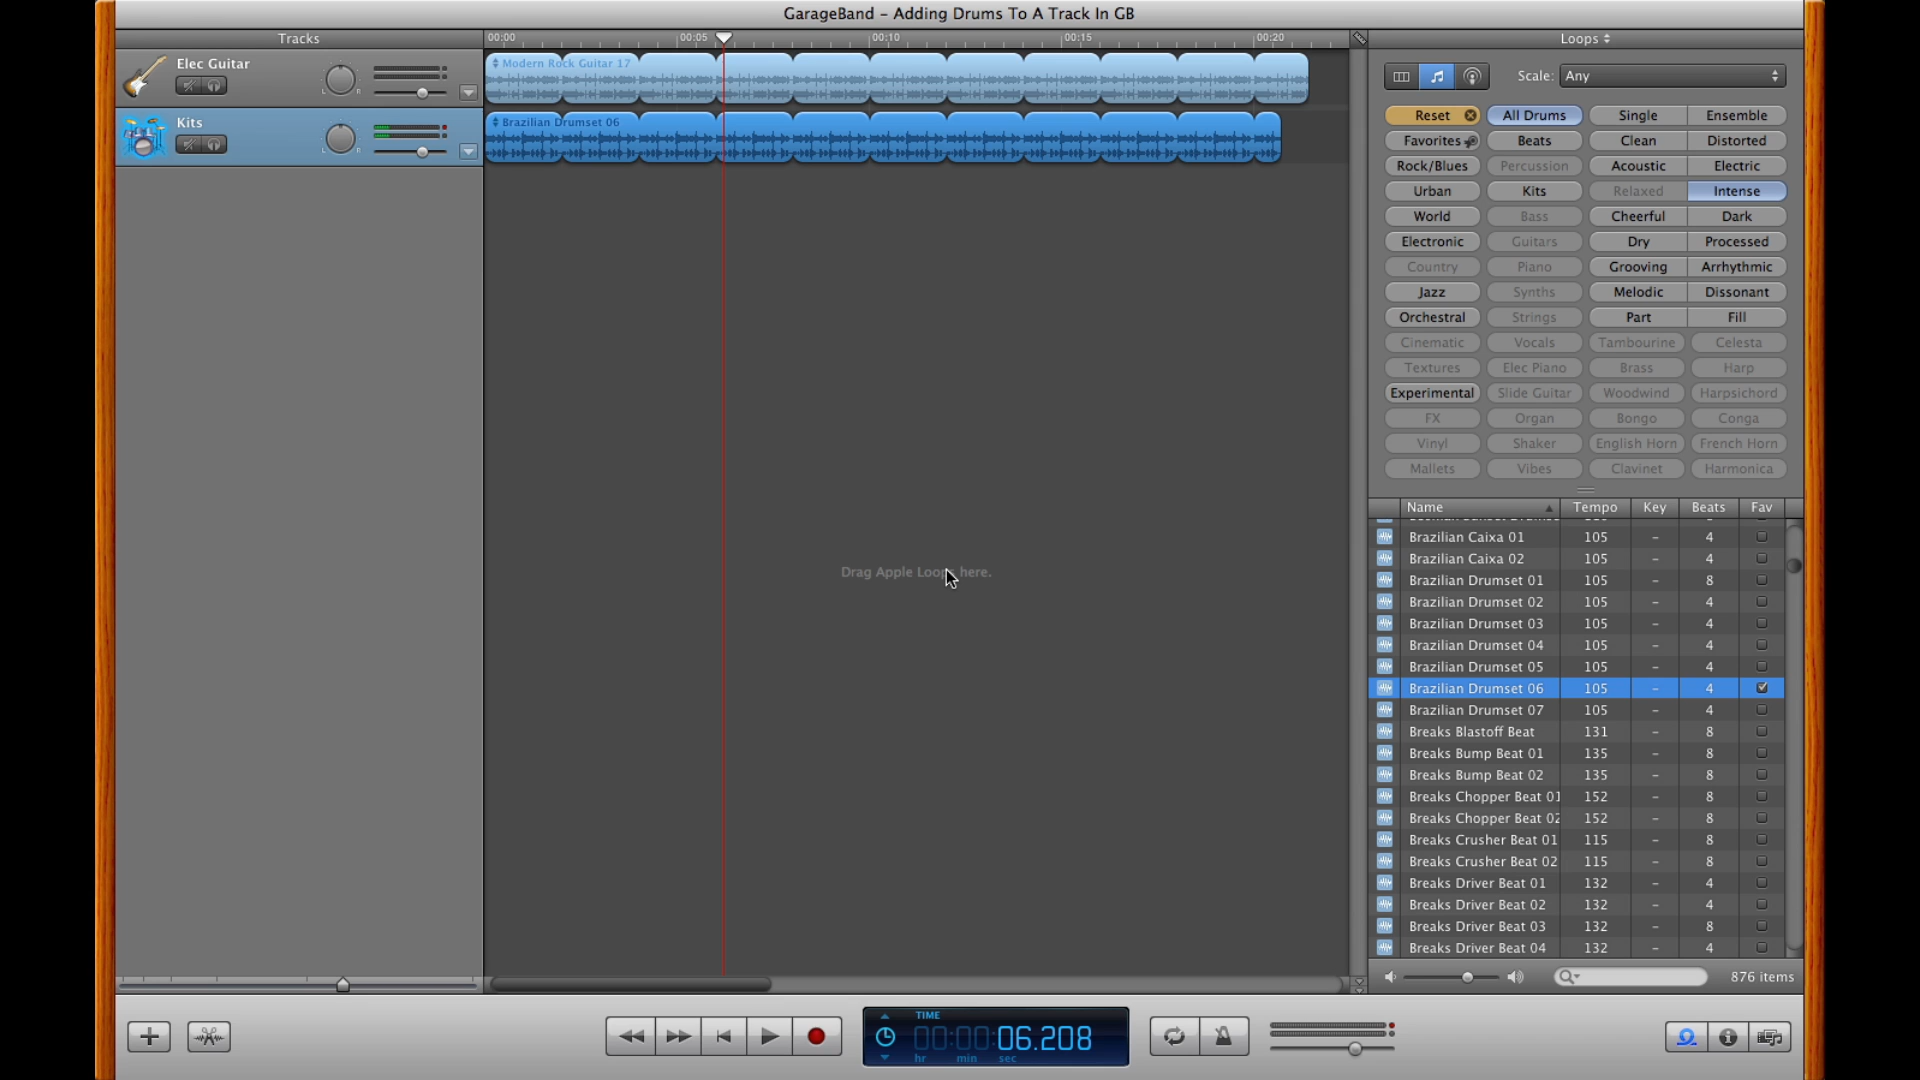 GarageBand – Adding Drums To A Track In GB
Tracks
00:00 00:05 00:10 00:15 00:20
Loops
Elec Guitar
L R
Modern Rock Guitar 17
Kits
L R
Brazilian Drumset 06
Drag Apple Loops here.
Scale: Any
Reset All Drums Single Ensemble
Favorites Beats Clean Distorted
Rock/Blues Percussion Acoustic Electric
Urban Kits Relaxed Intense
World Bass Cheerful Dark
Electronic Guitars Dry Processed
Country Piano Grooving Arrhythmic
Jazz Synths Melodic Dissonant
Orchestral Strings Part Fill
Cinematic Vocals Tambourine Celesta
Textures Elec Piano Brass Harp
Experimental Slide Guitar Woodwind Harpsichord
FX Organ Bongo Conga
Vinyl Shaker English Horn French Horn
Mallets Vibes Clavinet Harmonica
Name Tempo Key Beats Fav
Brazilian Caixa 01 105 – 4
Brazilian Caixa 02 105 – 4
Brazilian Drumset 01 105 – 8
Brazilian Drumset 02 105 – 4
Brazilian Drumset 03 105 – 4
Brazilian Drumset 04 105 – 4
Brazilian Drumset 05 105 – 4
Brazilian Drumset 06 105 – 4
Brazilian Drumset 07 105 – 4
Breaks Blastoff Beat 131 – 8
Breaks Bump Beat 01 135 – 8
Breaks Bump Beat 02 135 – 8
Breaks Chopper Beat 01 152 – 8
Breaks Chopper Beat 02 152 – 8
Breaks Crusher Beat 01 115 – 8
Breaks Crusher Beat 02 115 – 8
Breaks Driver Beat 01 132 – 4
Breaks Driver Beat 02 132 – 4
Breaks Driver Beat 03 132 – 8
Breaks Driver Beat 04 132 – 4
876 items
TIME
00:00:06.208
hr min sec